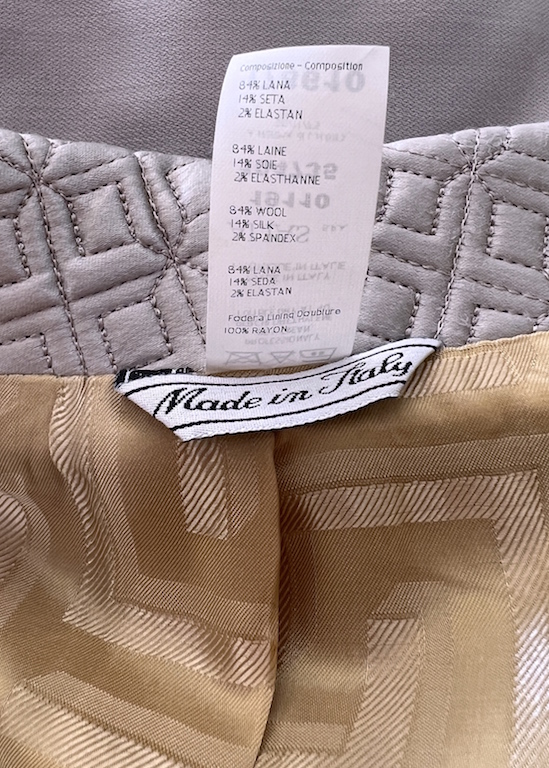 Composizione - Composition
84% LANA
14% SETA
2% ELASTAN
84% LAINE
14% SOIE
2% ELASTHANNE
84% WOOL
14% SILK
2% SPANDEX
84% LANA
14% SEDA
2% ELASTAN
Fodera Lining Doublure
100% RAYON
Made in Italy